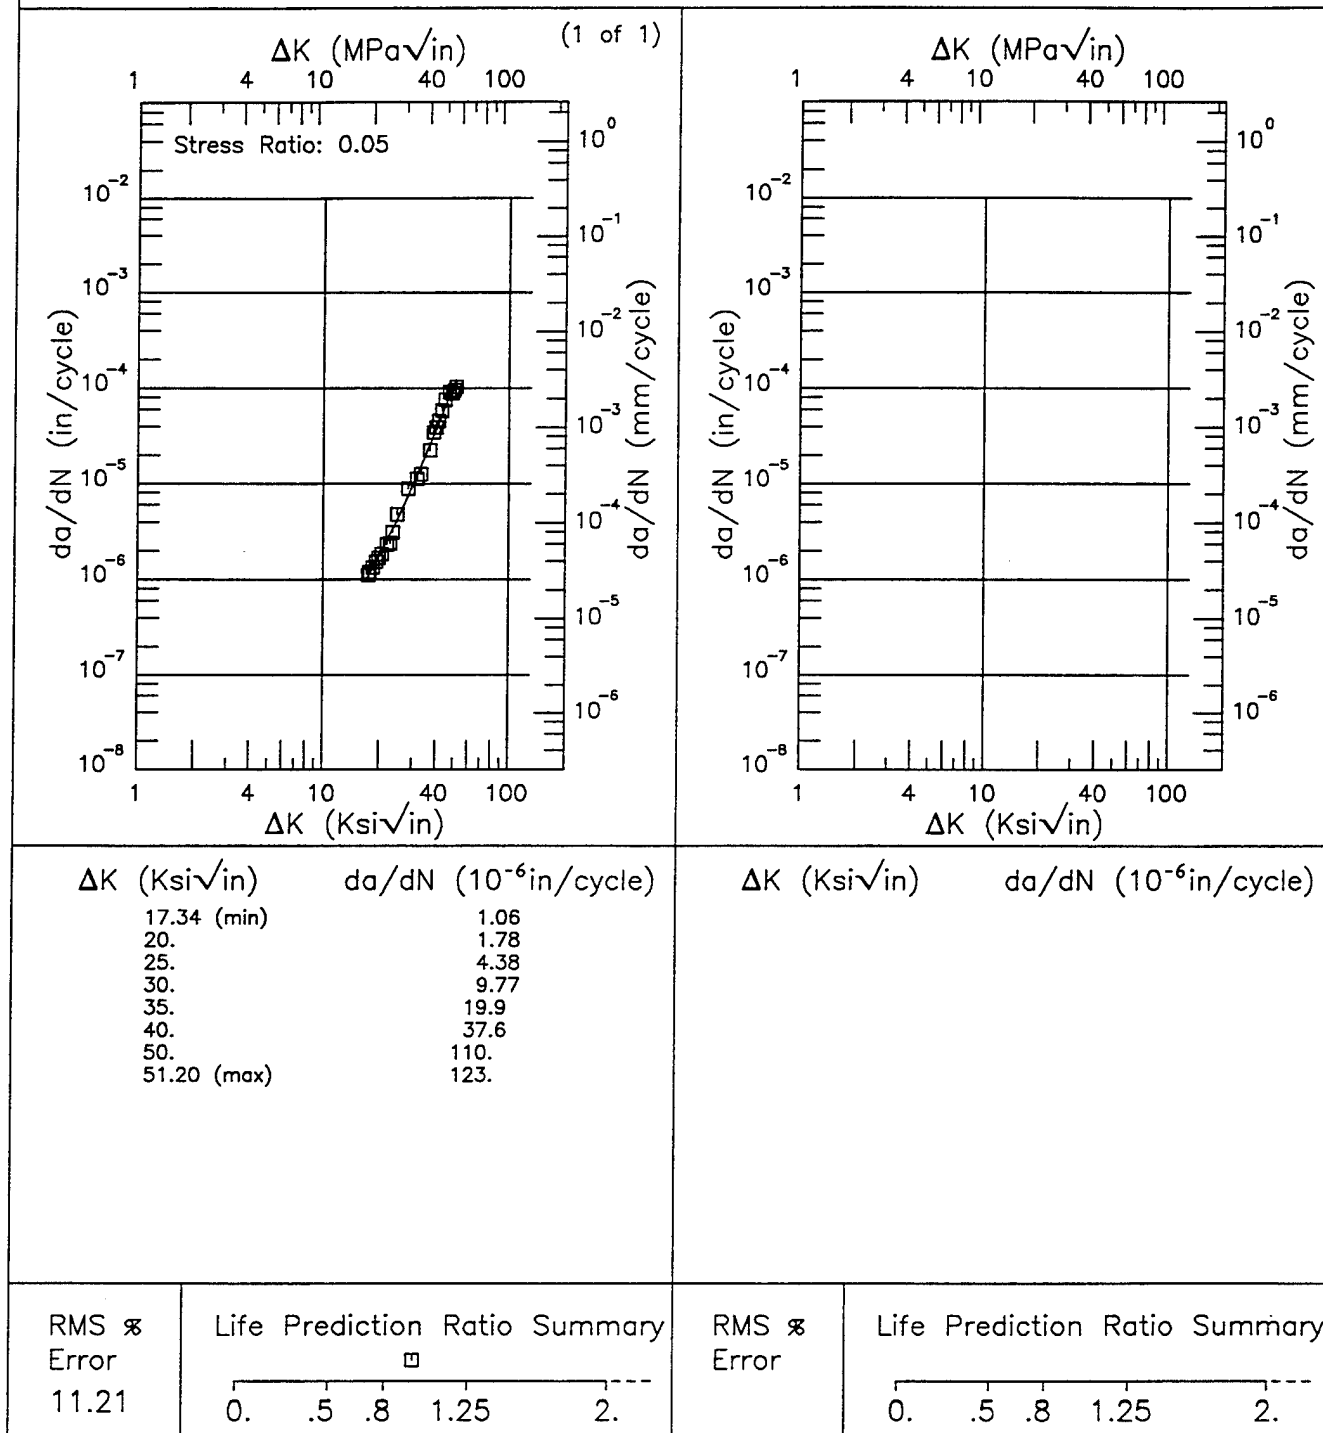 (1 of 1)
ΔK (MPa√in)
1 4 10 40 100
Stress Ratio: 0.05
da/dN (in/cycle)
10⁻²
10⁻³
10⁻⁴
10⁻⁵
10⁻⁶
10⁻⁷
10⁻⁸
10⁰
10⁻¹
10⁻²
10⁻³
10⁻⁴
10⁻⁵
10⁻⁶
da/dN (mm/cycle)
1 4 10 40 100
ΔK (Ksi√in)
ΔK (MPa√in)
1 4 10 40 100
da/dN (in/cycle)
10⁻²
10⁻³
10⁻⁴
10⁻⁵
10⁻⁶
10⁻⁷
10⁻⁸
10⁰
10⁻¹
10⁻²
10⁻³
10⁻⁴
10⁻⁵
10⁻⁶
da/dN (mm/cycle)
1 4 10 40 100
ΔK (Ksi√in)
ΔK (Ksi√in) da/dN (10⁻⁶in/cycle)
17.34 (min) 1.06
20. 1.78
25. 4.38
30. 9.77
35. 19.9
40. 37.6
50. 110.
51.20 (max) 123.
ΔK (Ksi√in) da/dN (10⁻⁶in/cycle)
RMS %
Error
11.21
Life Prediction Ratio Summary
0. .5 .8 1.25 2.
RMS %
Error
Life Prediction Ratio Summary
0. .5 .8 1.25 2.